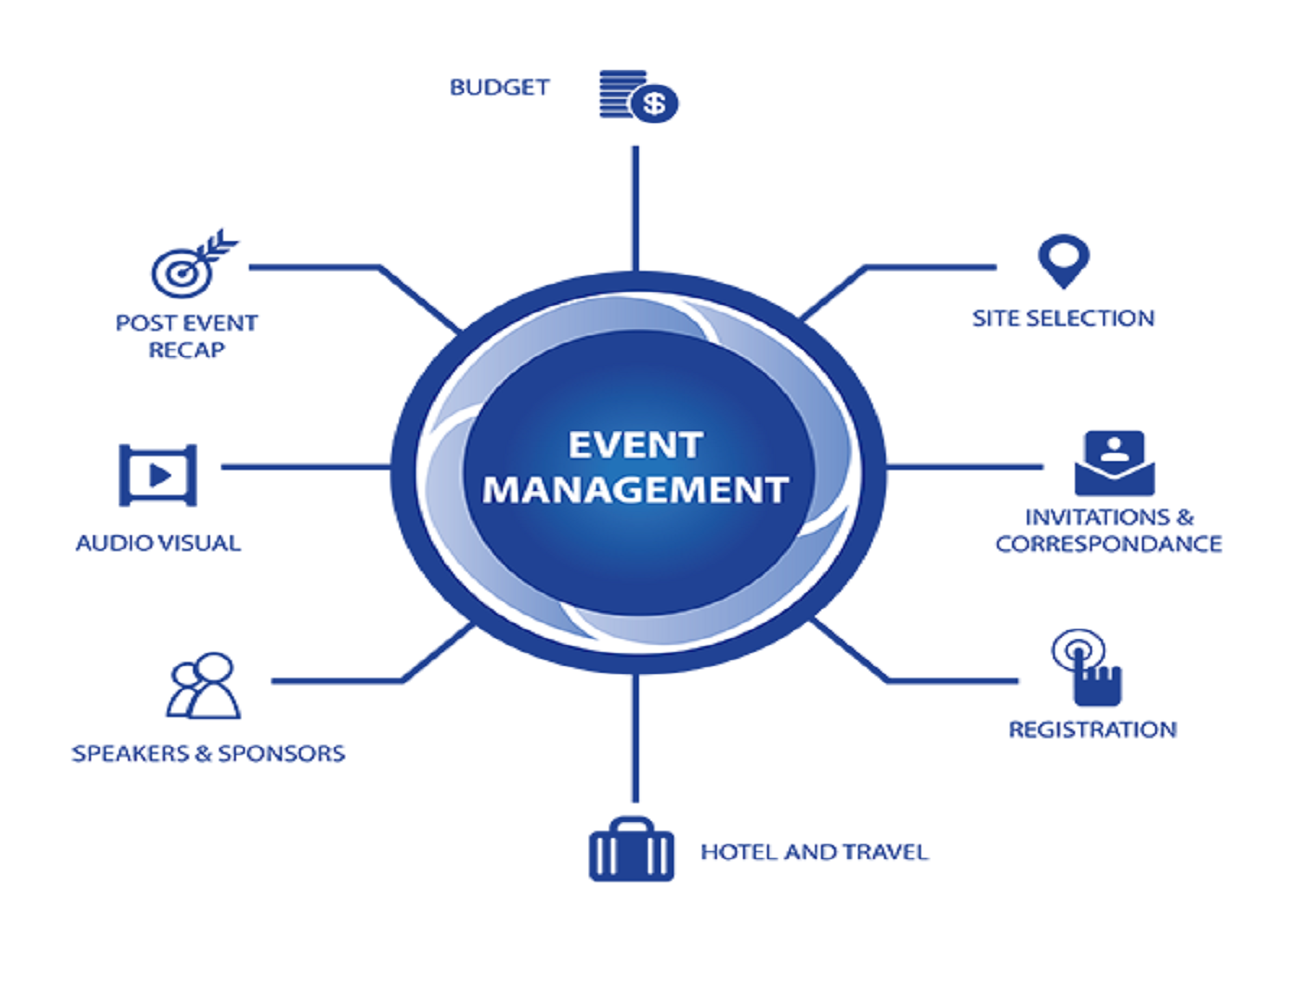 BUDGET
$
SITE SELECTION
INVITATIONS &
CORRESPONDANCE
REGISTRATION
HOTEL AND TRAVEL
SPEAKERS & SPONSORS
AUDIO VISUAL
POST EVENT
RECAP
EVENT
MANAGEMENT